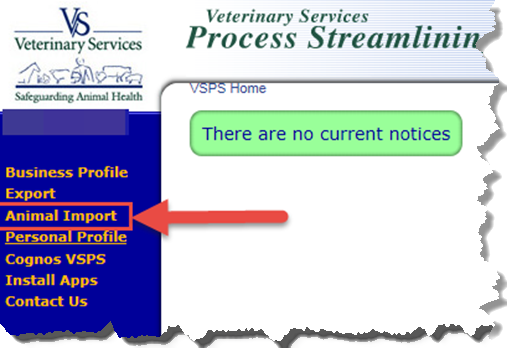 VS
Veterinary Services
Safeguarding Animal Health
Veterinary Services
Process Streamlinin
VSPS Home
There are no current notices
Business Profile
Export
Animal Import
Personal Profile
Cognos VSPS
Install Apps
Contact Us